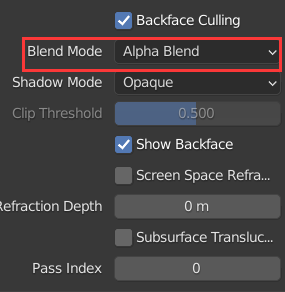 Backface Culling
Blend Mode Alpha Blend
Shadow Mode Opaque
Clip Threshold 0.500
Show Backface
Screen Space Refra...
Refraction Depth 0 m
Subsurface Transluc...
Pass Index 0